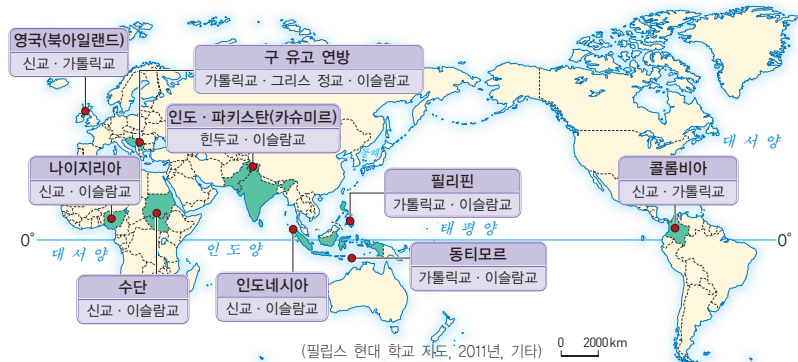 영국(북아일랜드)
신교·가톨릭교
구 유고 연방
가톨릭교·그리스 정교·이슬람교
인도·파키스탄(카슈미르)
힌두교·이슬람교
동해
대서양
나이지리아
신교·이슬람교
필리핀
가톨릭교·이슬람교
콜롬비아
신교·가톨릭교
태평양
0°
대서양
인도양
0°
수단
신교·이슬람교
인도네시아
신교·이슬람교
동티모르
가톨릭교·이슬람교
(필립스 현대 학교 지도, 2011년, 기타)
0 2000km